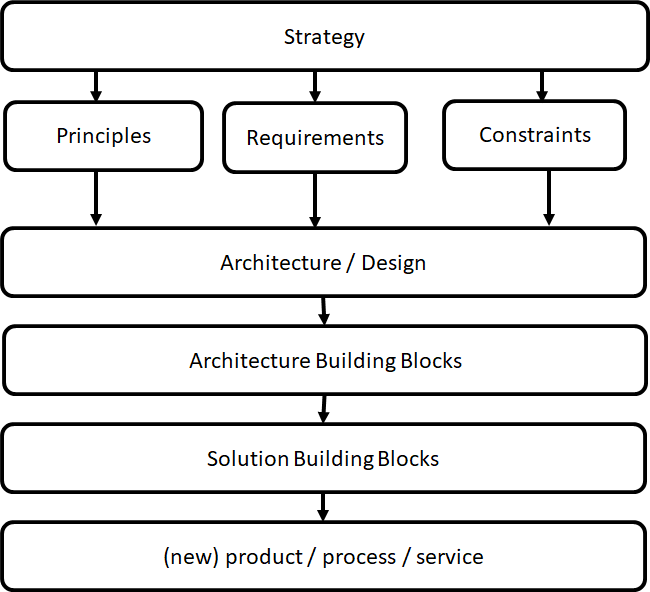 Strategy
Principles
Requirements
Constraints
Architecture / Design
Architecture Building Blocks
Solution Building Blocks
(new) product / process / service